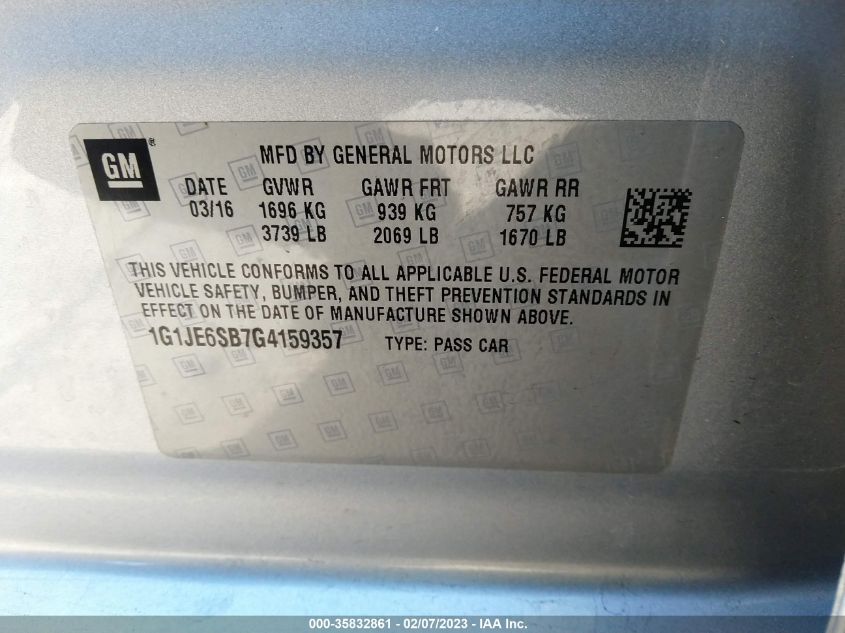 GM®
MFD BY GENERAL MOTORS LLC
DATE GVWR GAWR FRT GAWR RR
03/16 1696 KG 939 KG 757 KG
3739 LB 2069 LB 1670 LB
THIS VEHICLE CONFORMS TO ALL APPLICABLE U.S. FEDERAL MOTOR
VEHICLE SAFETY, BUMPER, AND THEFT PREVENTION STANDARDS IN
EFFECT ON THE DATE OF MANUFACTURE SHOWN ABOVE.
1G1JE6SB7G4159357 TYPE: PASS CAR
000-35832861 - 02/07/2023 - IAA Inc.